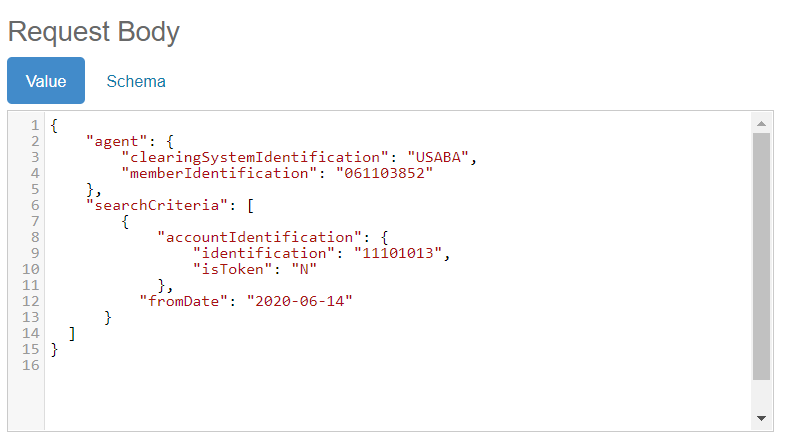 Request Body
Value Schema
1 {
2 "agent": {
3 "clearingSystemIdentification": "USABA",
4 "memberIdentification": "061103852"
5 },
6 "searchCriteria": [
7 {
8 "accountIdentification": {
9 "identification": "11101013",
10 "isToken": "N"
11 },
12 "fromDate": "2020-06-14"
13 }
14 ]
15 }
16